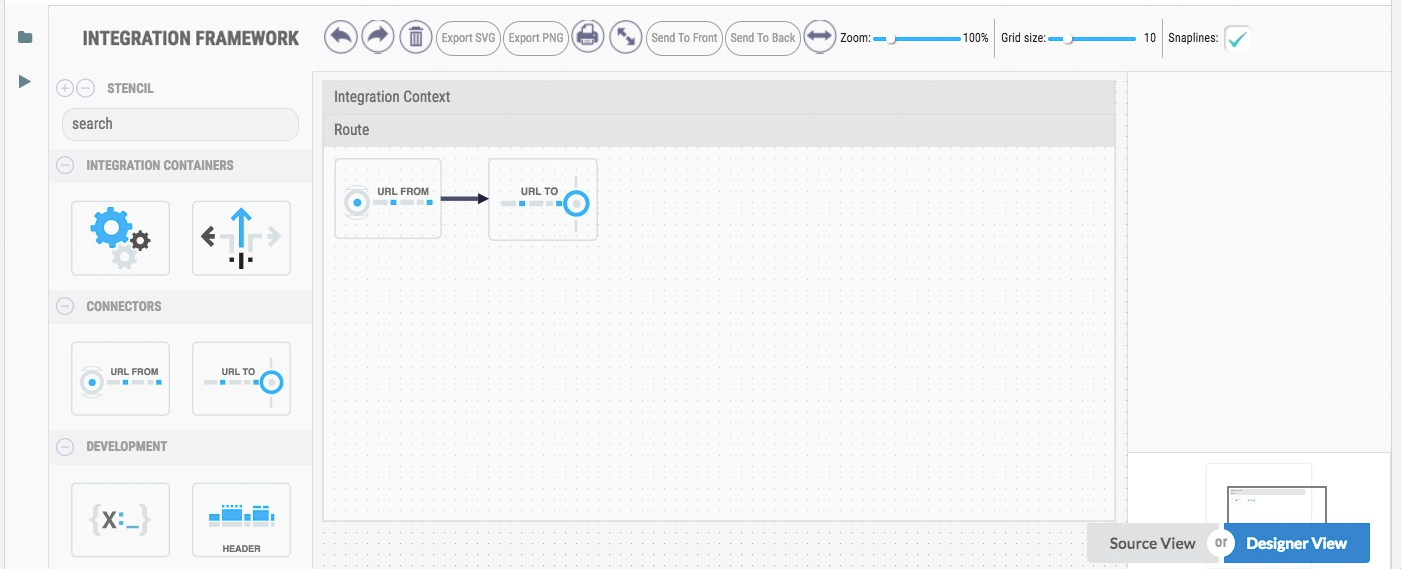 INTEGRATION FRAMEWORK
Export SVG
Export PNG
Send To Front
Send To Back
Zoom: 100%
Grid size: 10
Snaplines:
STENCIL
search
INTEGRATION CONTAINERS
CONNECTORS
URL FROM
URL TO
DEVELOPMENT
{X:_}
HEADER
Integration Context
Route
URL FROM
URL TO
Source View or Designer View